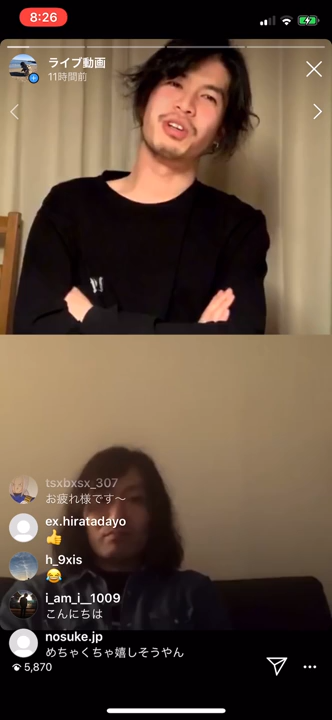 8:26
ライブ動画
11時間前
tsxbxsx_307
お疲れ様です〜
ex.hiratadayo
👍
h_9xis
😂
i_am_i__1009
こんにちは
nosuke.jp
めちゃくちゃ嬉しそうやん
5,870